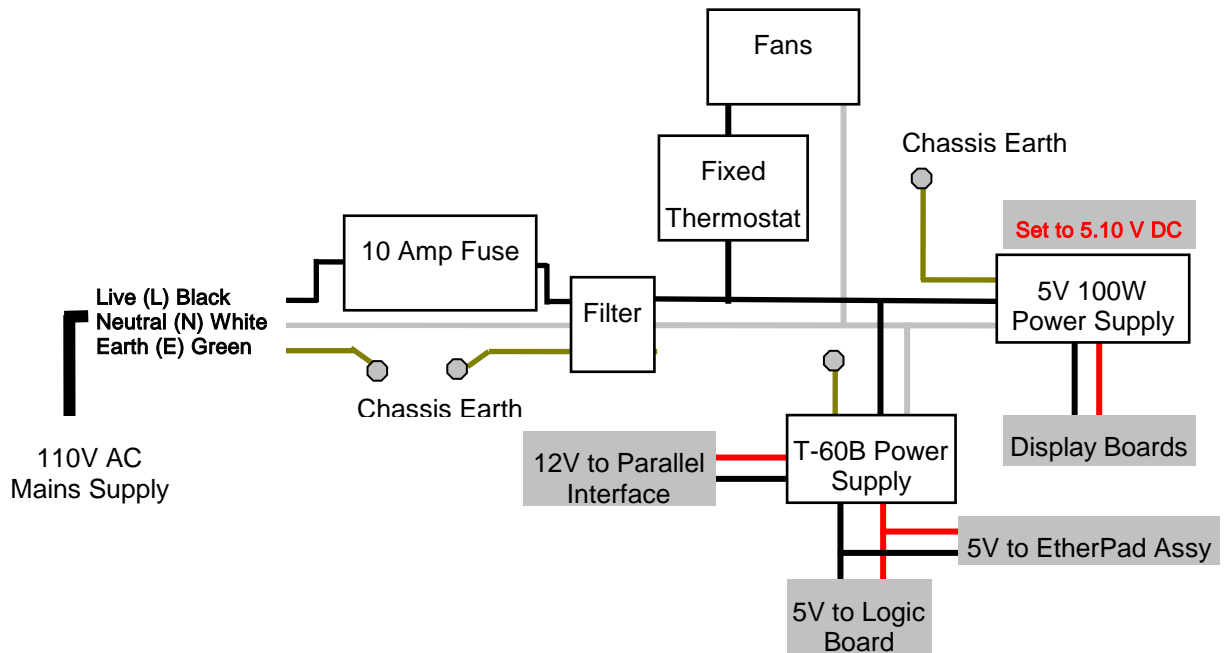 Fans
Chassis Earth
Fixed
Thermostat
Set to 5.10 V DC
10 Amp Fuse
Live (L) Black
Neutral (N) White
Earth (E) Green
Filter
5V 100W
Power Supply
Chassis Earth
110V AC
Mains Supply
12V to Parallel
Interface
T-60B Power
Supply
Display Boards
5V to EtherPad Assy
5V to Logic
Board